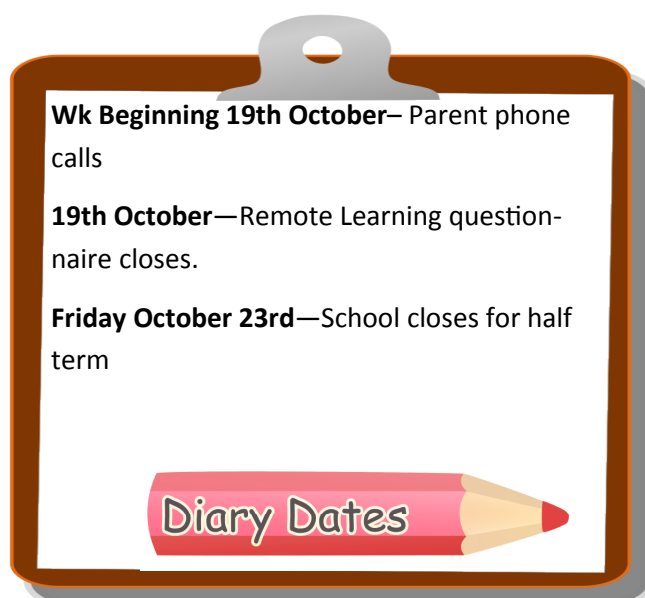 Wk Beginning 19th October– Parent phone
calls
19th October—Remote Learning question-
naire closes.
Friday October 23rd—School closes for half
term
Diary Dates